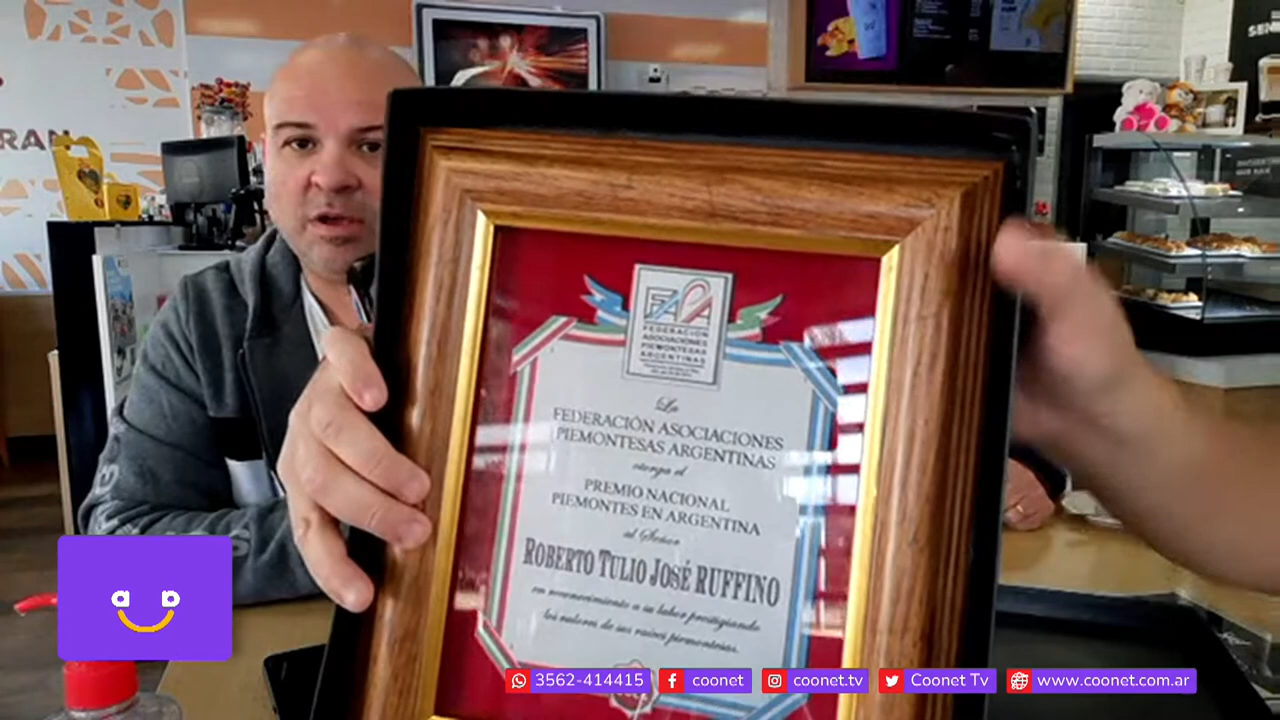 RAN
FAPA
FEDERACIÓN
ASOCIACIONES
PIEMONTESAS
ARGENTINAS
La
FEDERACIÓN ASOCIACIONES
PIEMONTESAS ARGENTINAS
otorga el
PREMIO NACIONAL
PIEMONTES EN ARGENTINA
al Señor
ROBERTO TULIO JOSÉ RUFFINO
en reconocimiento a su labor prestigiando
los valores de sus raíces piemontesas.
3562-414415
coonet
coonet.tv
Coonet Tv
www.coonet.com.ar